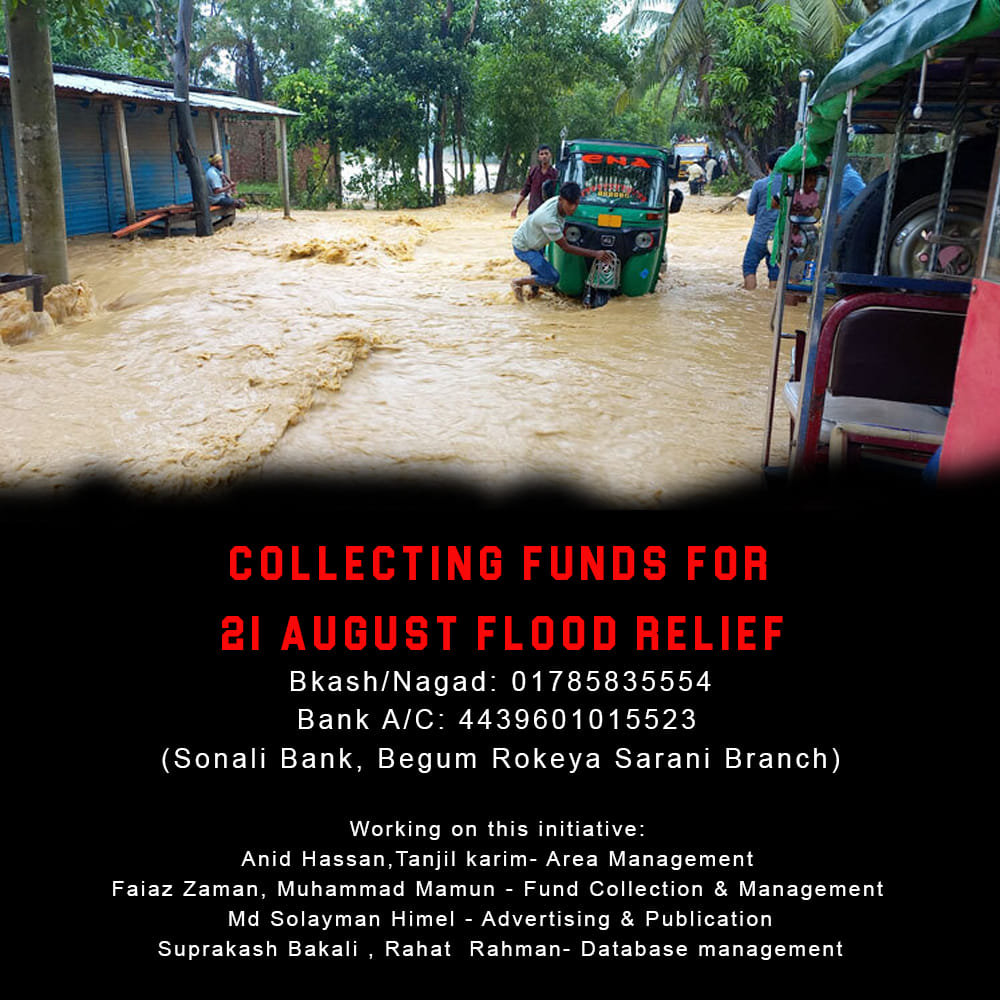 ENA
COLLECTING FUNDS FOR
21 AUGUST FLOOD RELIEF
Bkash/Nagad: 01785835554
Bank A/C: 4439601015523
(Sonali Bank, Begum Rokeya Sarani Branch)
Working on this initiative:
Anid Hassan,Tanjil karim- Area Management
Faiaz Zaman, Muhammad Mamun - Fund Collection & Management
Md Solayman Himel - Advertising & Publication
Suprakash Bakali , Rahat  Rahman- Database management